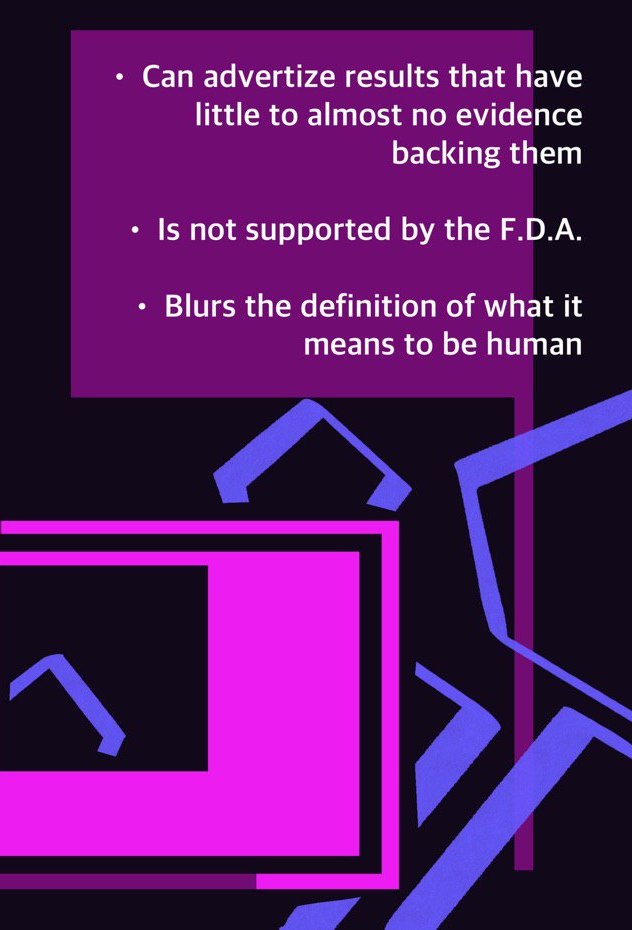 • Can advertize results that have
little to almost no evidence
backing them
• Is not supported by the F.D.A.
• Blurs the definition of what it
means to be human